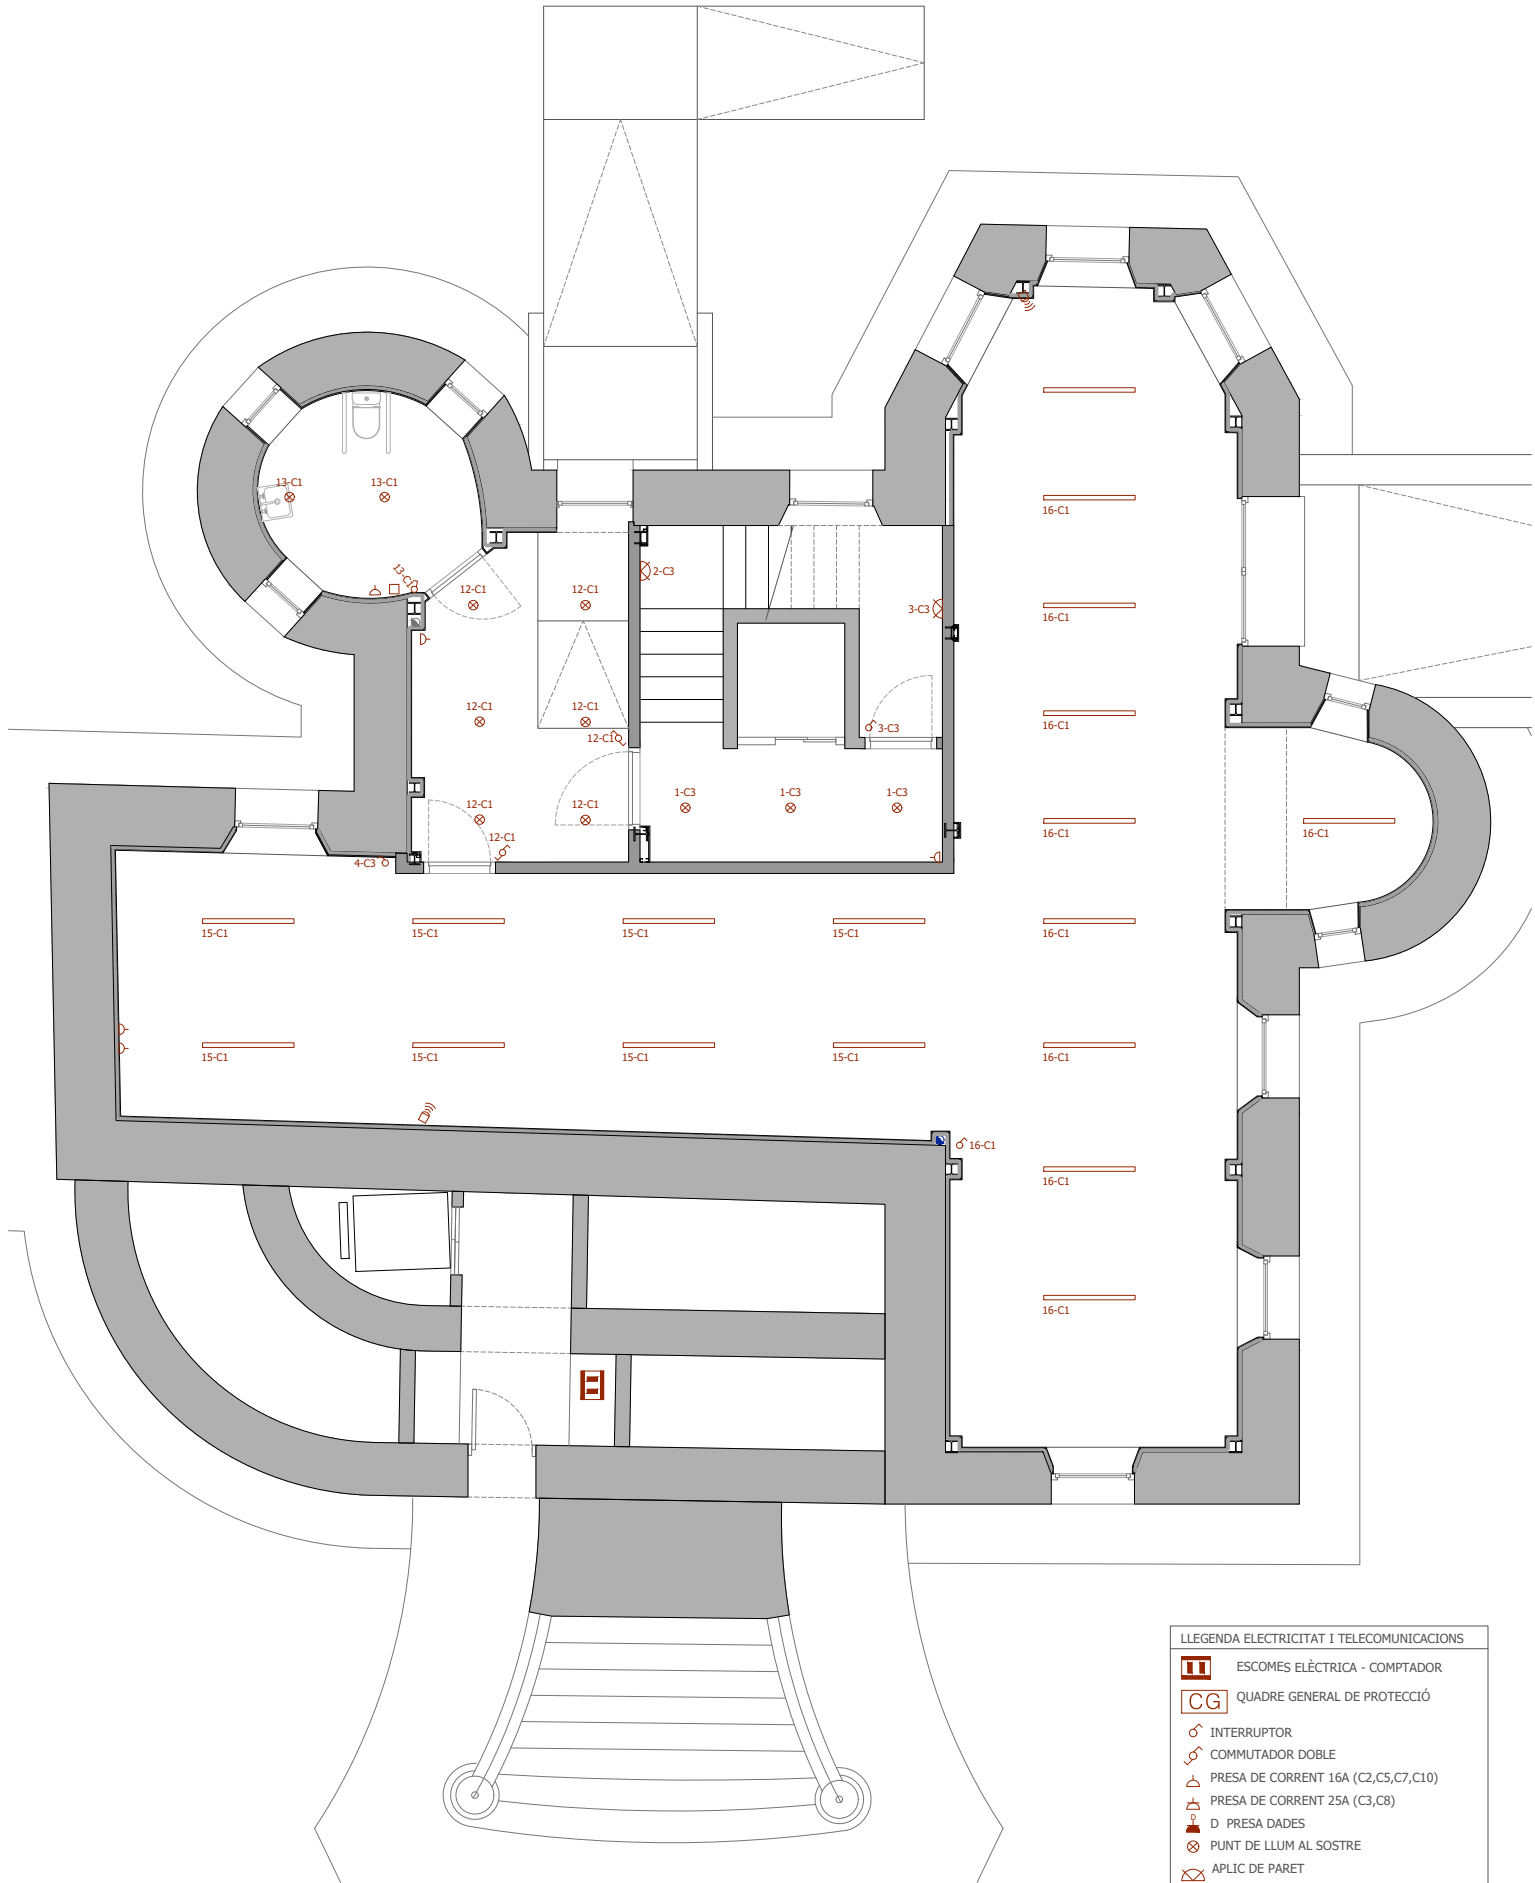 16-C1
13-C1 13-C1
13-C1
2-C3
12-C1 12-C1
3-C3
16-C1
12-C1 12-C1
16-C1
3-C3
12-C1
1-C3 1-C3 1-C3
12-C1 12-C1
16-C1 16-C1
12-C1
4-C3
15-C1 15-C1 15-C1 15-C1 16-C1
15-C1 15-C1 15-C1 15-C1 16-C1
16-C1
16-C1
16-C1
LLEGENDA ELECTRICITAT I TELECOMUNICACIONS
ESCOMES ELÈCTRICA - COMPTADOR
CG QUADRE GENERAL DE PROTECCIÓ
INTERRUPTOR
COMMUTADOR DOBLE
PRESA DE CORRENT 16A (C2,C5,C7,C10)
PRESA DE CORRENT 25A (C3,C8)
D
D PRESA DADES
PUNT DE LLUM AL SOSTRE
APLIC DE PARET